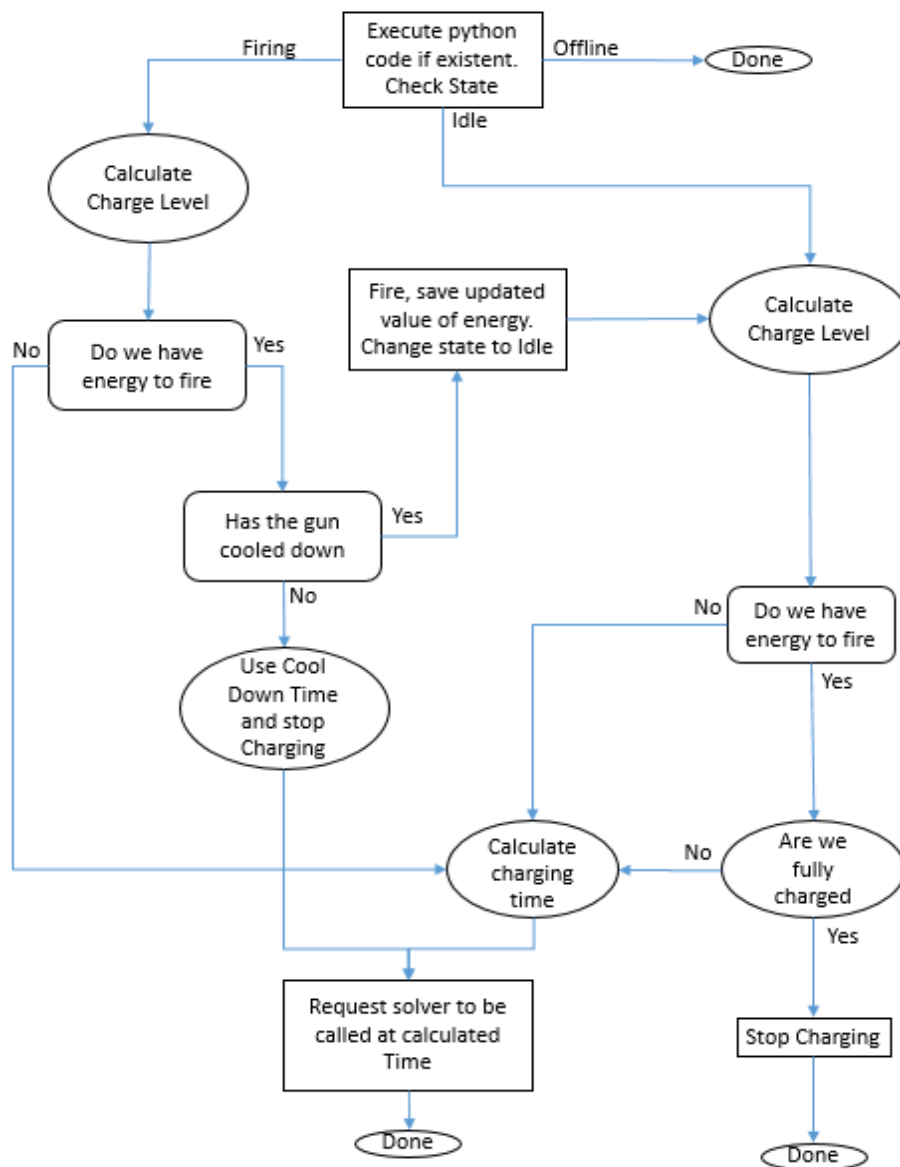 Execute python
code if existent.
Check State
Firing
Offline
Done
Idle
Calculate
Charge Level
Fire, save updated
value of energy.
Change state to Idle
Calculate
Charge Level
No
Do we have
energy to fire
Yes
Has the gun
cooled down
Yes
No
No
Do we have
energy to fire
Yes
Use Cool
Down Time
and stop
Charging
Calculate
charging
time
No
Are we
fully
charged
Yes
Request solver to be
called at calculated
Time
Stop Charging
Done
Done